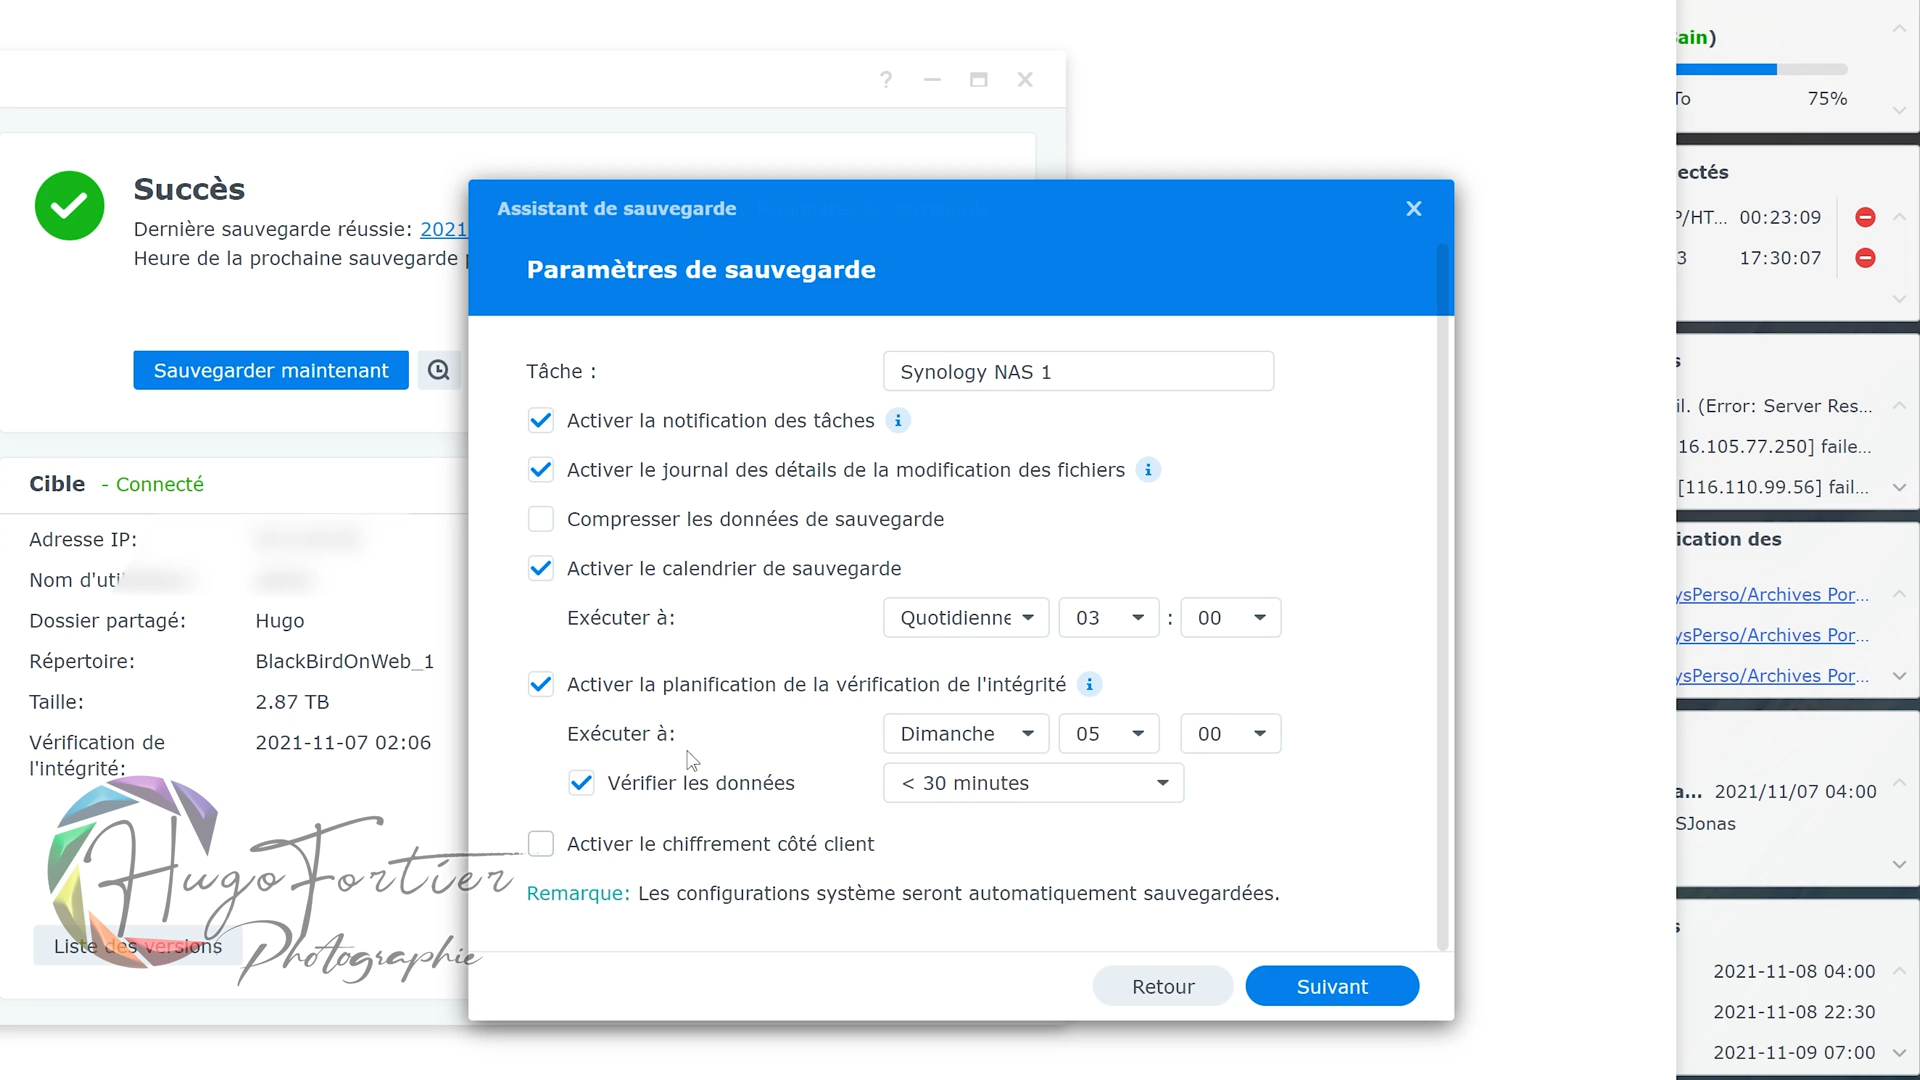 Succès
Dernière sauvegarde réussie: 2021
Heure de la prochaine sauvegarde
Sauvegarder maintenant
Cible - Connecté
Adresse IP:
Nom d'uti
Dossier partagé: Hugo
Répertoire: BlackBirdOnWeb_1
Taille: 2.87 TB
Vérification de l'intégrité: 2021-11-07 02:06
Liste des versions
HugoFortier
Photographie
Assistant de sauvegarde
Paramètres de sauvegarde
Tâche : Synology NAS 1
Activer la notification des tâches
Activer le journal des détails de la modification des fichiers
Compresser les données de sauvegarde
Activer le calendrier de sauvegarde
Exécuter à: Quotidienne 03 : 00
Activer la planification de la vérification de l'intégrité
Exécuter à: Dimanche 05 00
Vérifier les données < 30 minutes
Activer le chiffrement côté client
Remarque: Les configurations système seront automatiquement sauvegardées.
Retour Suivant
ain)
To 75%
ectés
P/HT... 00:23:09
3 17:30:07
s
il. (Error: Server Res...
16.105.77.250] faile...
[116.110.99.56] fail...
ication des
ysPerso/Archives Por...
ysPerso/Archives Por...
ysPerso/Archives Por...
a... 2021/11/07 04:00
SJonas
s
2021-11-08 04:00
2021-11-08 22:30
2021-11-09 07:00